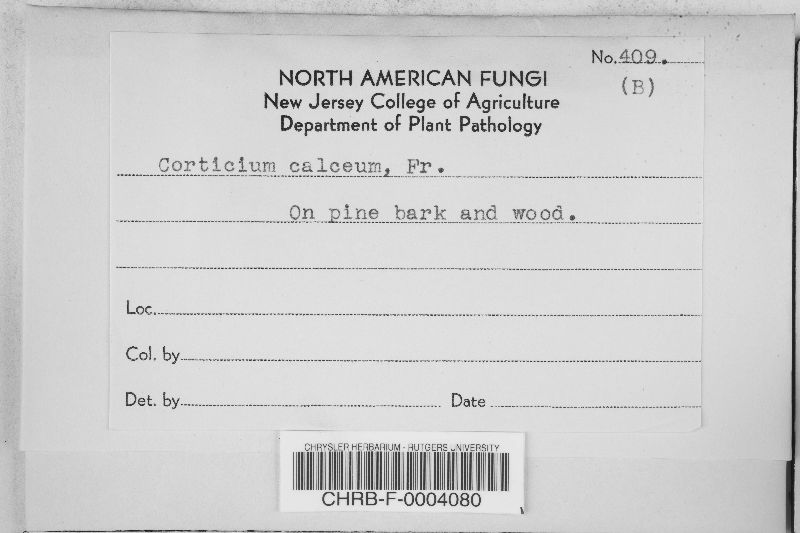 No. 409.
(B)
NORTH AMERICAN FUNGI
New Jersey College of Agriculture
Department of Plant Pathology
Corticium calceum, Fr.
On pine bark and wood.
Loc.
Col. by
Det. by Date
CHRYSLER HERBARIUM - RUTGERS UNIVERSITY
CHRB-F-0004080